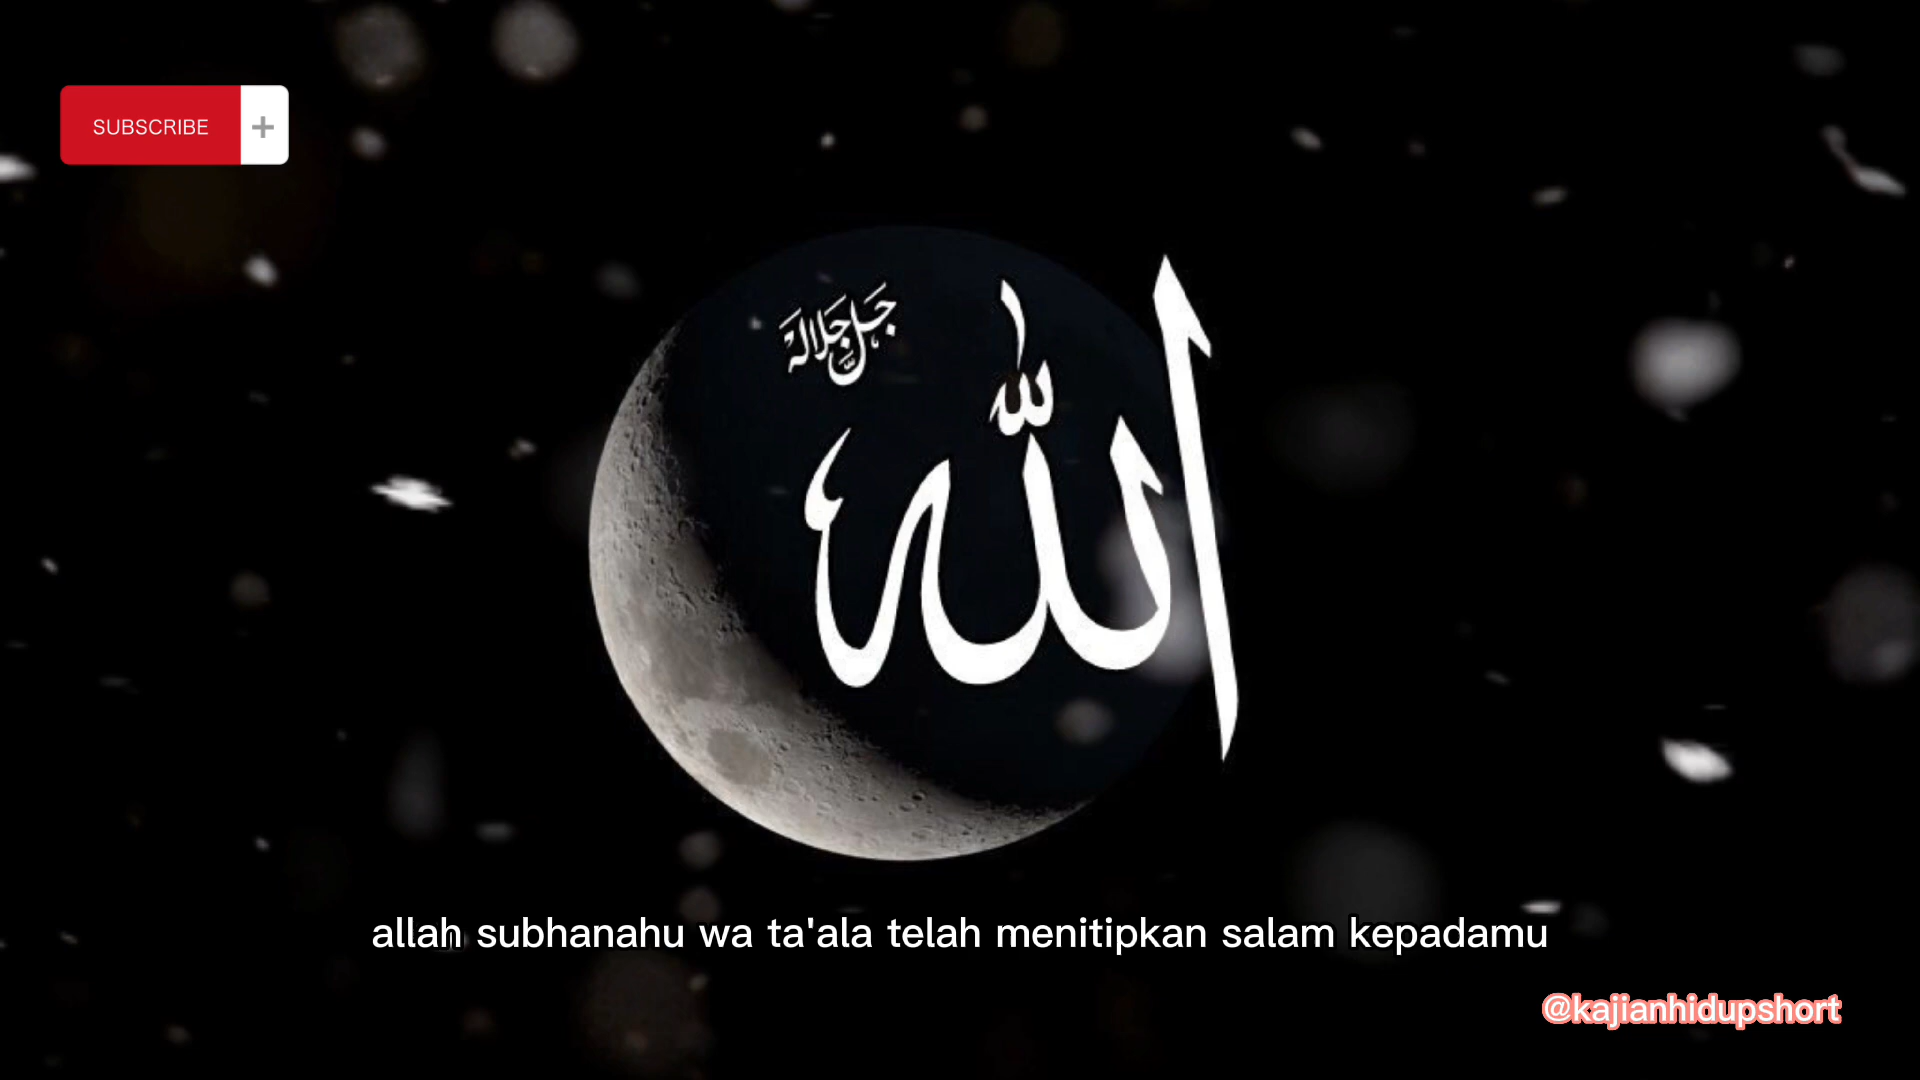 SUBSCRIBE +
جل جلاله
الله
allah subhanahu wa ta'ala telah menitipkan salam kepadamu
@kajianhidupshort